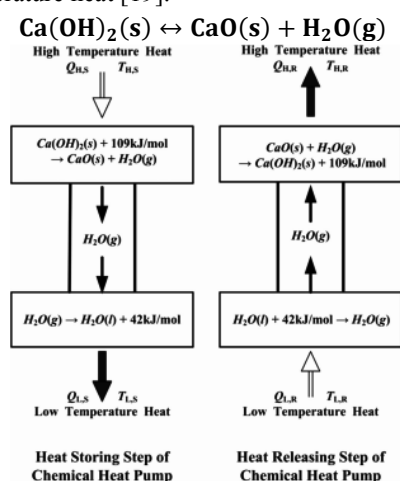 erature heat [19].
Ca(OH)₂(s) ↔ CaO(s) + H₂O(g)
High Temperature Heat
Q_H,S T_H,S
Ca(OH)₂(s) + 109kJ/mol
→ CaO(s) + H₂O(g)
H₂O(g)
H₂O(g) → H₂O(l) + 42kJ/mol
Q_L,S T_L,S
Low Temperature Heat
Heat Storing Step of
Chemical Heat Pump
High Temperature Heat
Q_H,R T_H,R
CaO(s) + H₂O(g)
→ Ca(OH)₂(s) + 109kJ/mol
H₂O(g)
H₂O(l) + 42kJ/mol → H₂O(g)
Q_L,R T_L,R
Low Temperature Heat
Heat Releasing Step of
Chemical Heat Pump